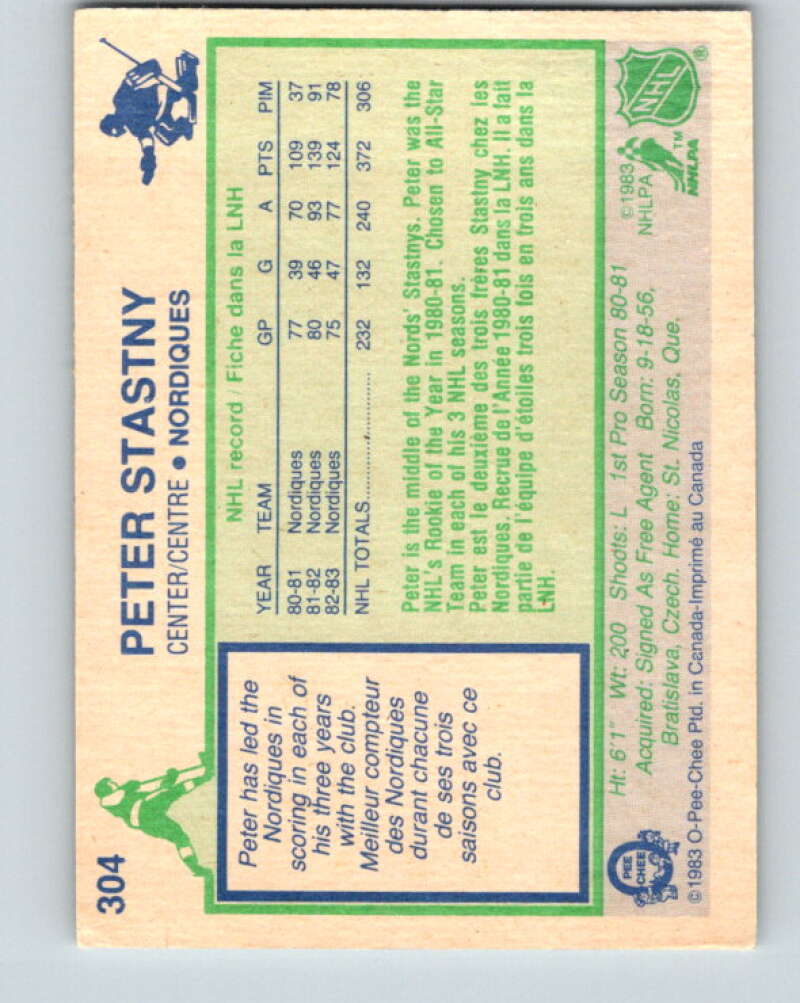 304
PETER STASTNY
CENTER/CENTRE • NORDIQUES
Peter has led the
Nordiques in
scoring in each of
his three years
with the club.
Meilleur compteur
des Nordiques
durant chacune
de ses trois
saisons avec ce
club.
NHL record / Fiche dans la LNH
YEAR TEAM GP G A PTS PIM
80-81 Nordiques 77 39 70 109 37
81-82 Nordiques 80 46 93 139 91
82-83 Nordiques 75 47 77 124 78
NHL TOTALS 232 132 240 372 306
Peter is the middle of the Nords' Stastnys. Peter was the
NHL's Rookie of the Year in 1980-81. Chosen to All-Star
Team in each of his 3 NHL seasons.
Peter est le deuxième des trois frères Stastny chez les
Nordiques. Recrue de l'Année 1980-81 dans la LNH. Il a fait
partie de l'équipe d'étoiles trois fois en trois ans dans la
LNH.
Ht: 6'1" Wt: 200 Shoots: L 1st Pro Season 80-81
Acquired: Signed As Free Agent Born: 9-18-56,
Bratislava, Czech. Home: St. Nicolas, Que.
©1983
NHLPA
NHL ®
NHLPA ™
O PEE CHEE
©1983 O-Pee-Chee Ptd. in Canada-Imprimé au Canada